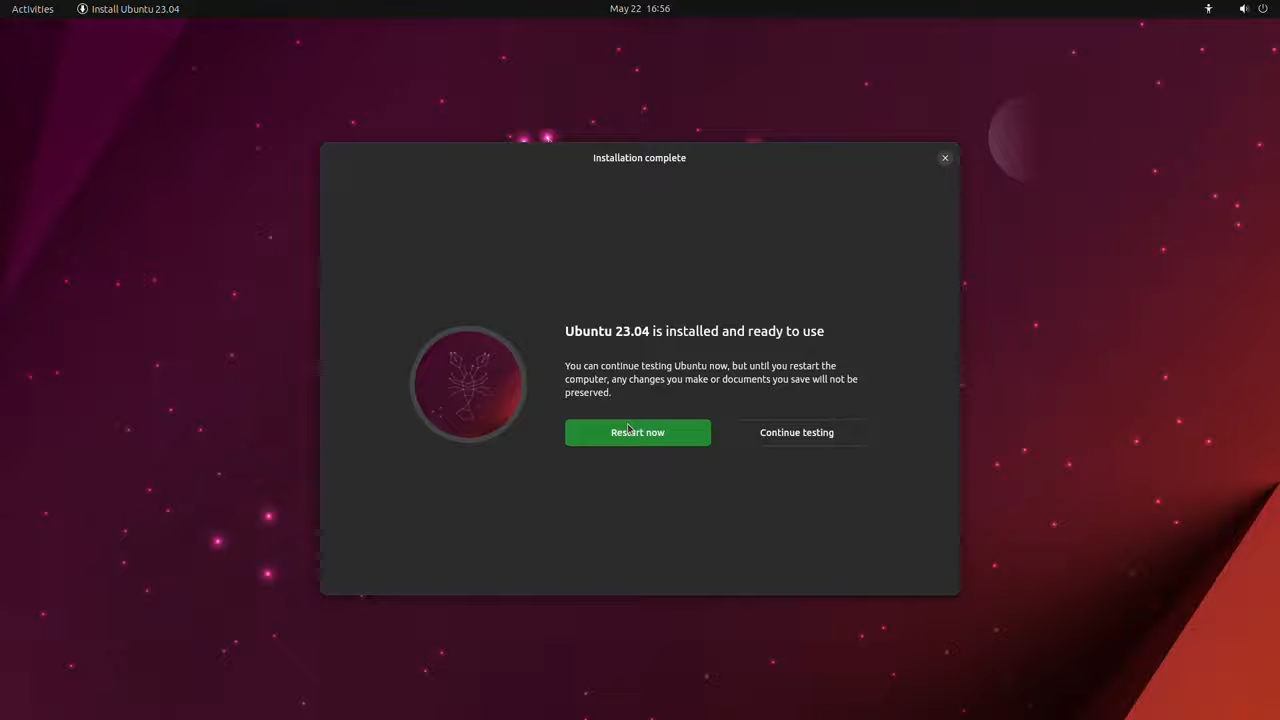 Activities
Install Ubuntu 23.04
May 22 16:56
Installation complete
Ubuntu 23.04 is installed and ready to use
You can continue testing Ubuntu now, but until you restart the
computer, any changes you make or documents you save will not be
preserved.
Restart now
Continue testing